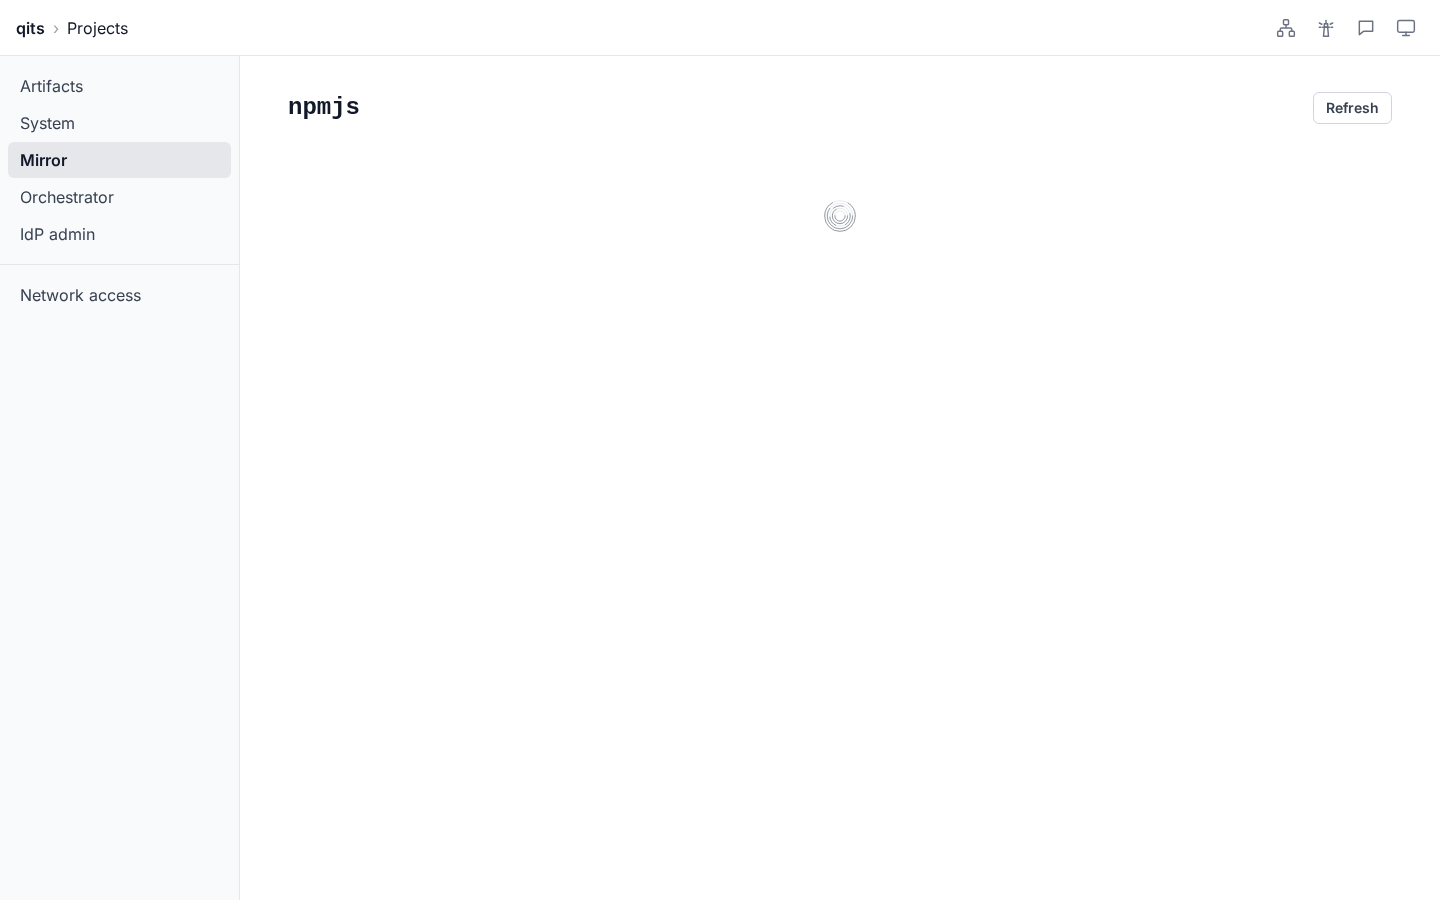 qits › Projects
Artifacts
System
Mirror
Orchestrator
IdP admin
Network access
npmjs
Refresh